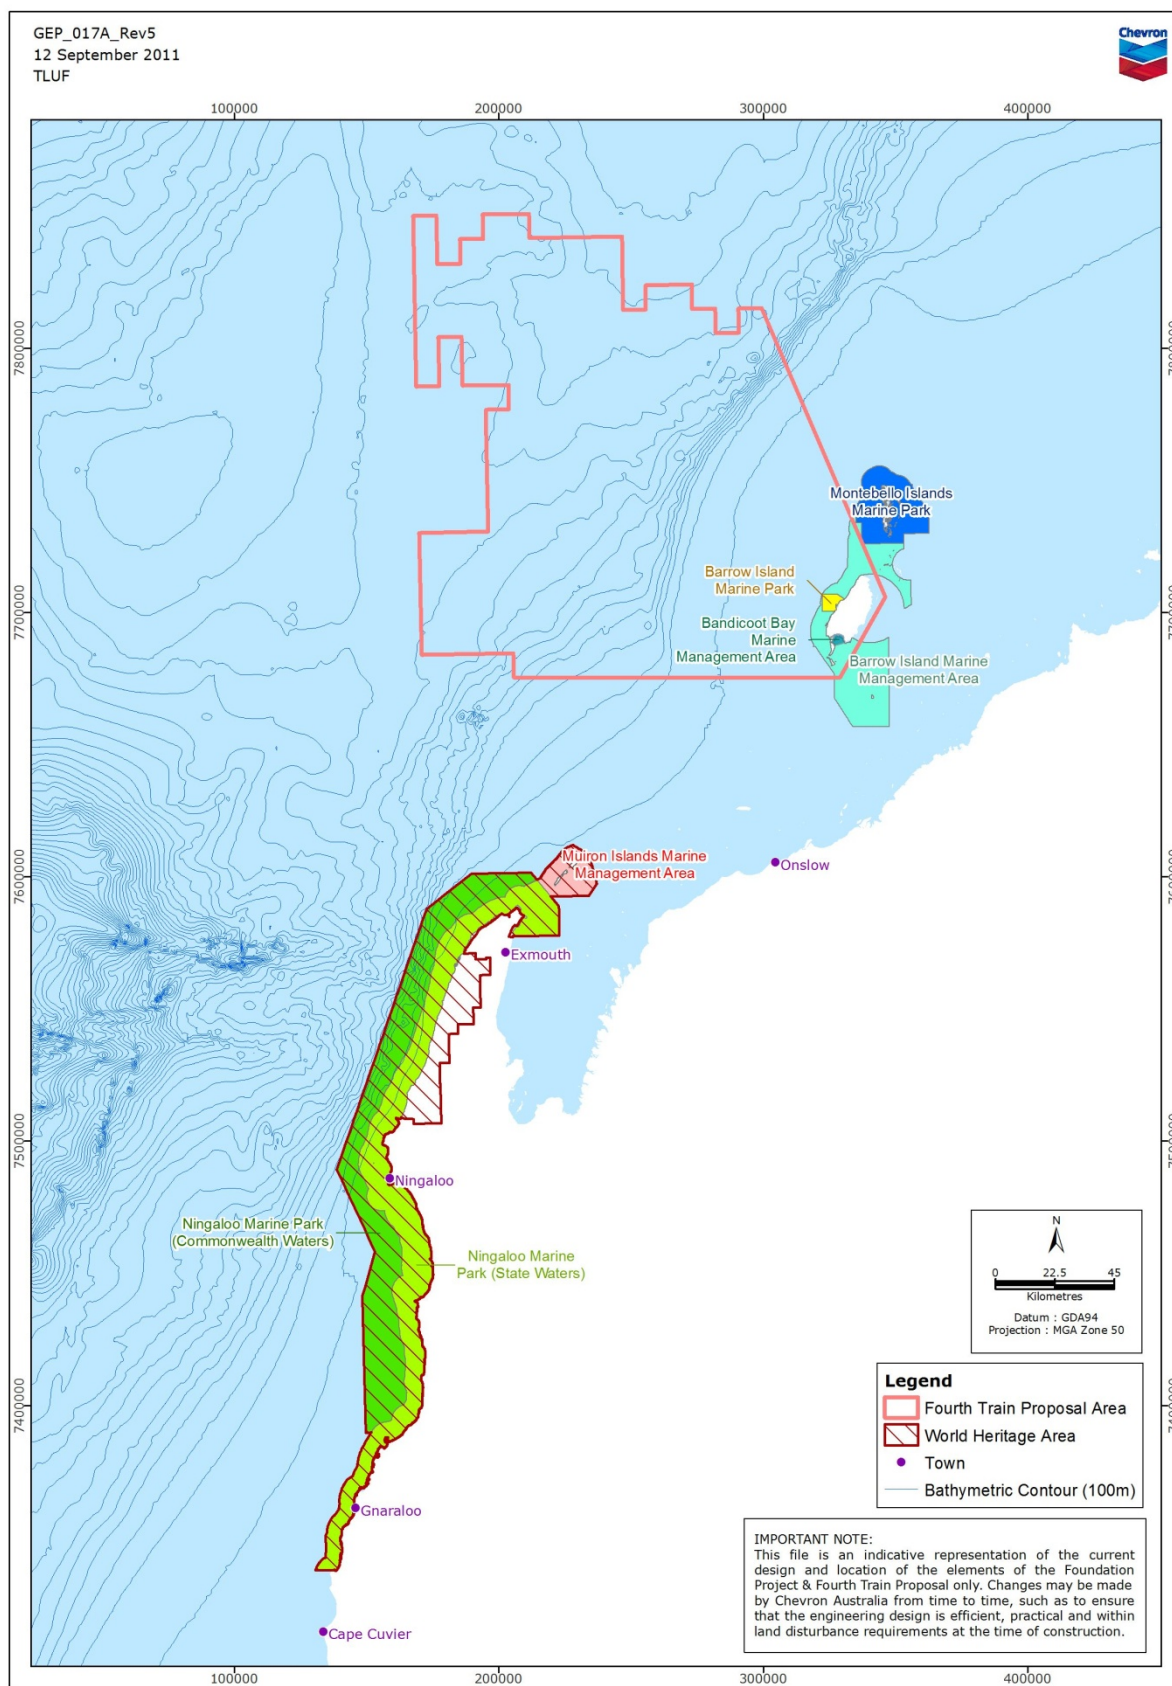 GEP_017A_Rev5
12 September 2011
TLUF
Chevron
100000
200000
300000
400000
7800000
7800000
Montebello Islands
Marine Park
Barrow Island
Marine Park
7700000
7700000
Bandicoot Bay
Marine
Management Area
Barrow Island Marine
Management Area
Muiron Islands Marine
Management Area
Onslow
7600000
7600000
Exmouth
7500000
7500000
Ningaloo
Ningaloo Marine Park
(Commonwealth Waters)
Ningaloo Marine
Park (State Waters)
N
0 22.5 45
Kilometres
Datum : GDA94
Projection : MGA Zone 50
Legend
Fourth Train Proposal Area
World Heritage Area
Town
Bathymetric Contour (100m)
7400000
7400000
Gnaraloo
IMPORTANT NOTE:
This file is an indicative representation of the current
design and location of the elements of the Foundation
Project & Fourth Train Proposal only. Changes may be made
by Chevron Australia from time to time, such as to ensure
that the engineering design is efficient, practical and within
land disturbance requirements at the time of construction.
Cape Cuvier
100000
200000
300000
400000